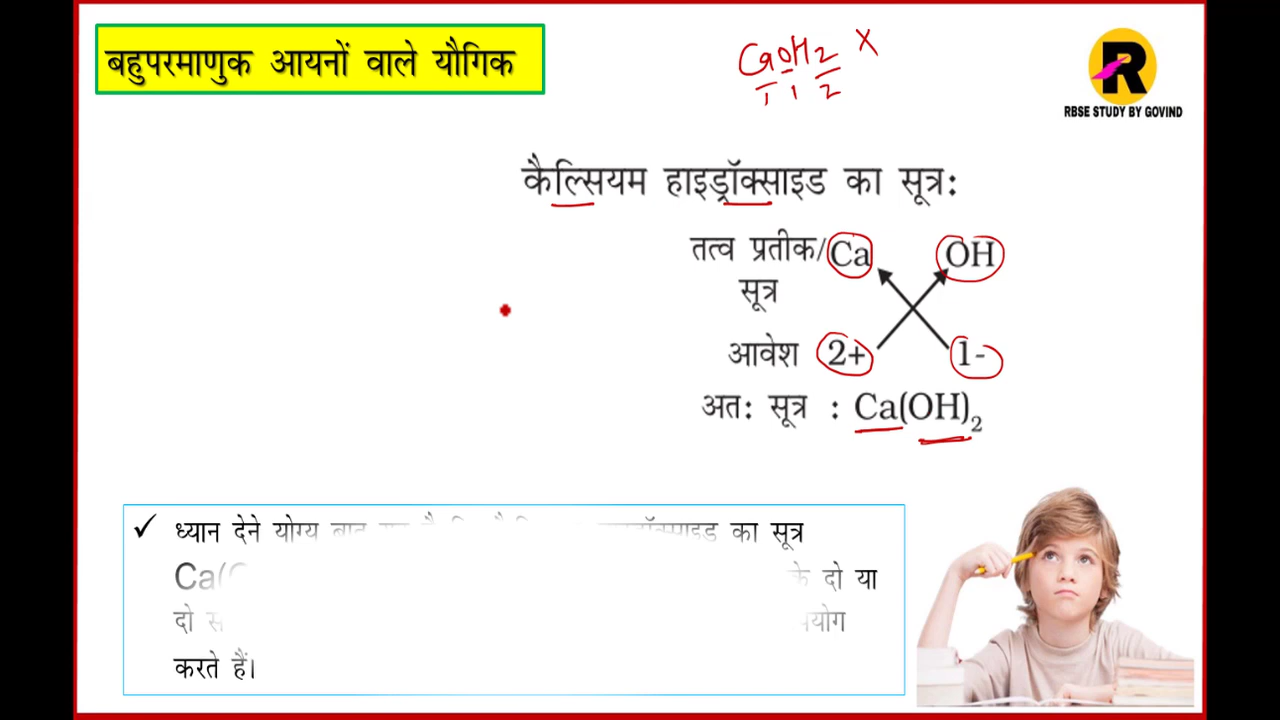 बहुपरमाणुक आयनों वाले यौगिक
CaOH2 X
1 1 2
R
RBSE STUDY BY GOVIND
कैल्सियम हाइड्रॉक्साइड का सूत्र:
तत्व प्रतीक/ Ca OH
सूत्र
आवेश 2+ 1-
अतः सूत्र : Ca(OH)₂
✓ ध्यान देने योग्य का सूत्र
Ca( के दो या
दो
करते हैं।